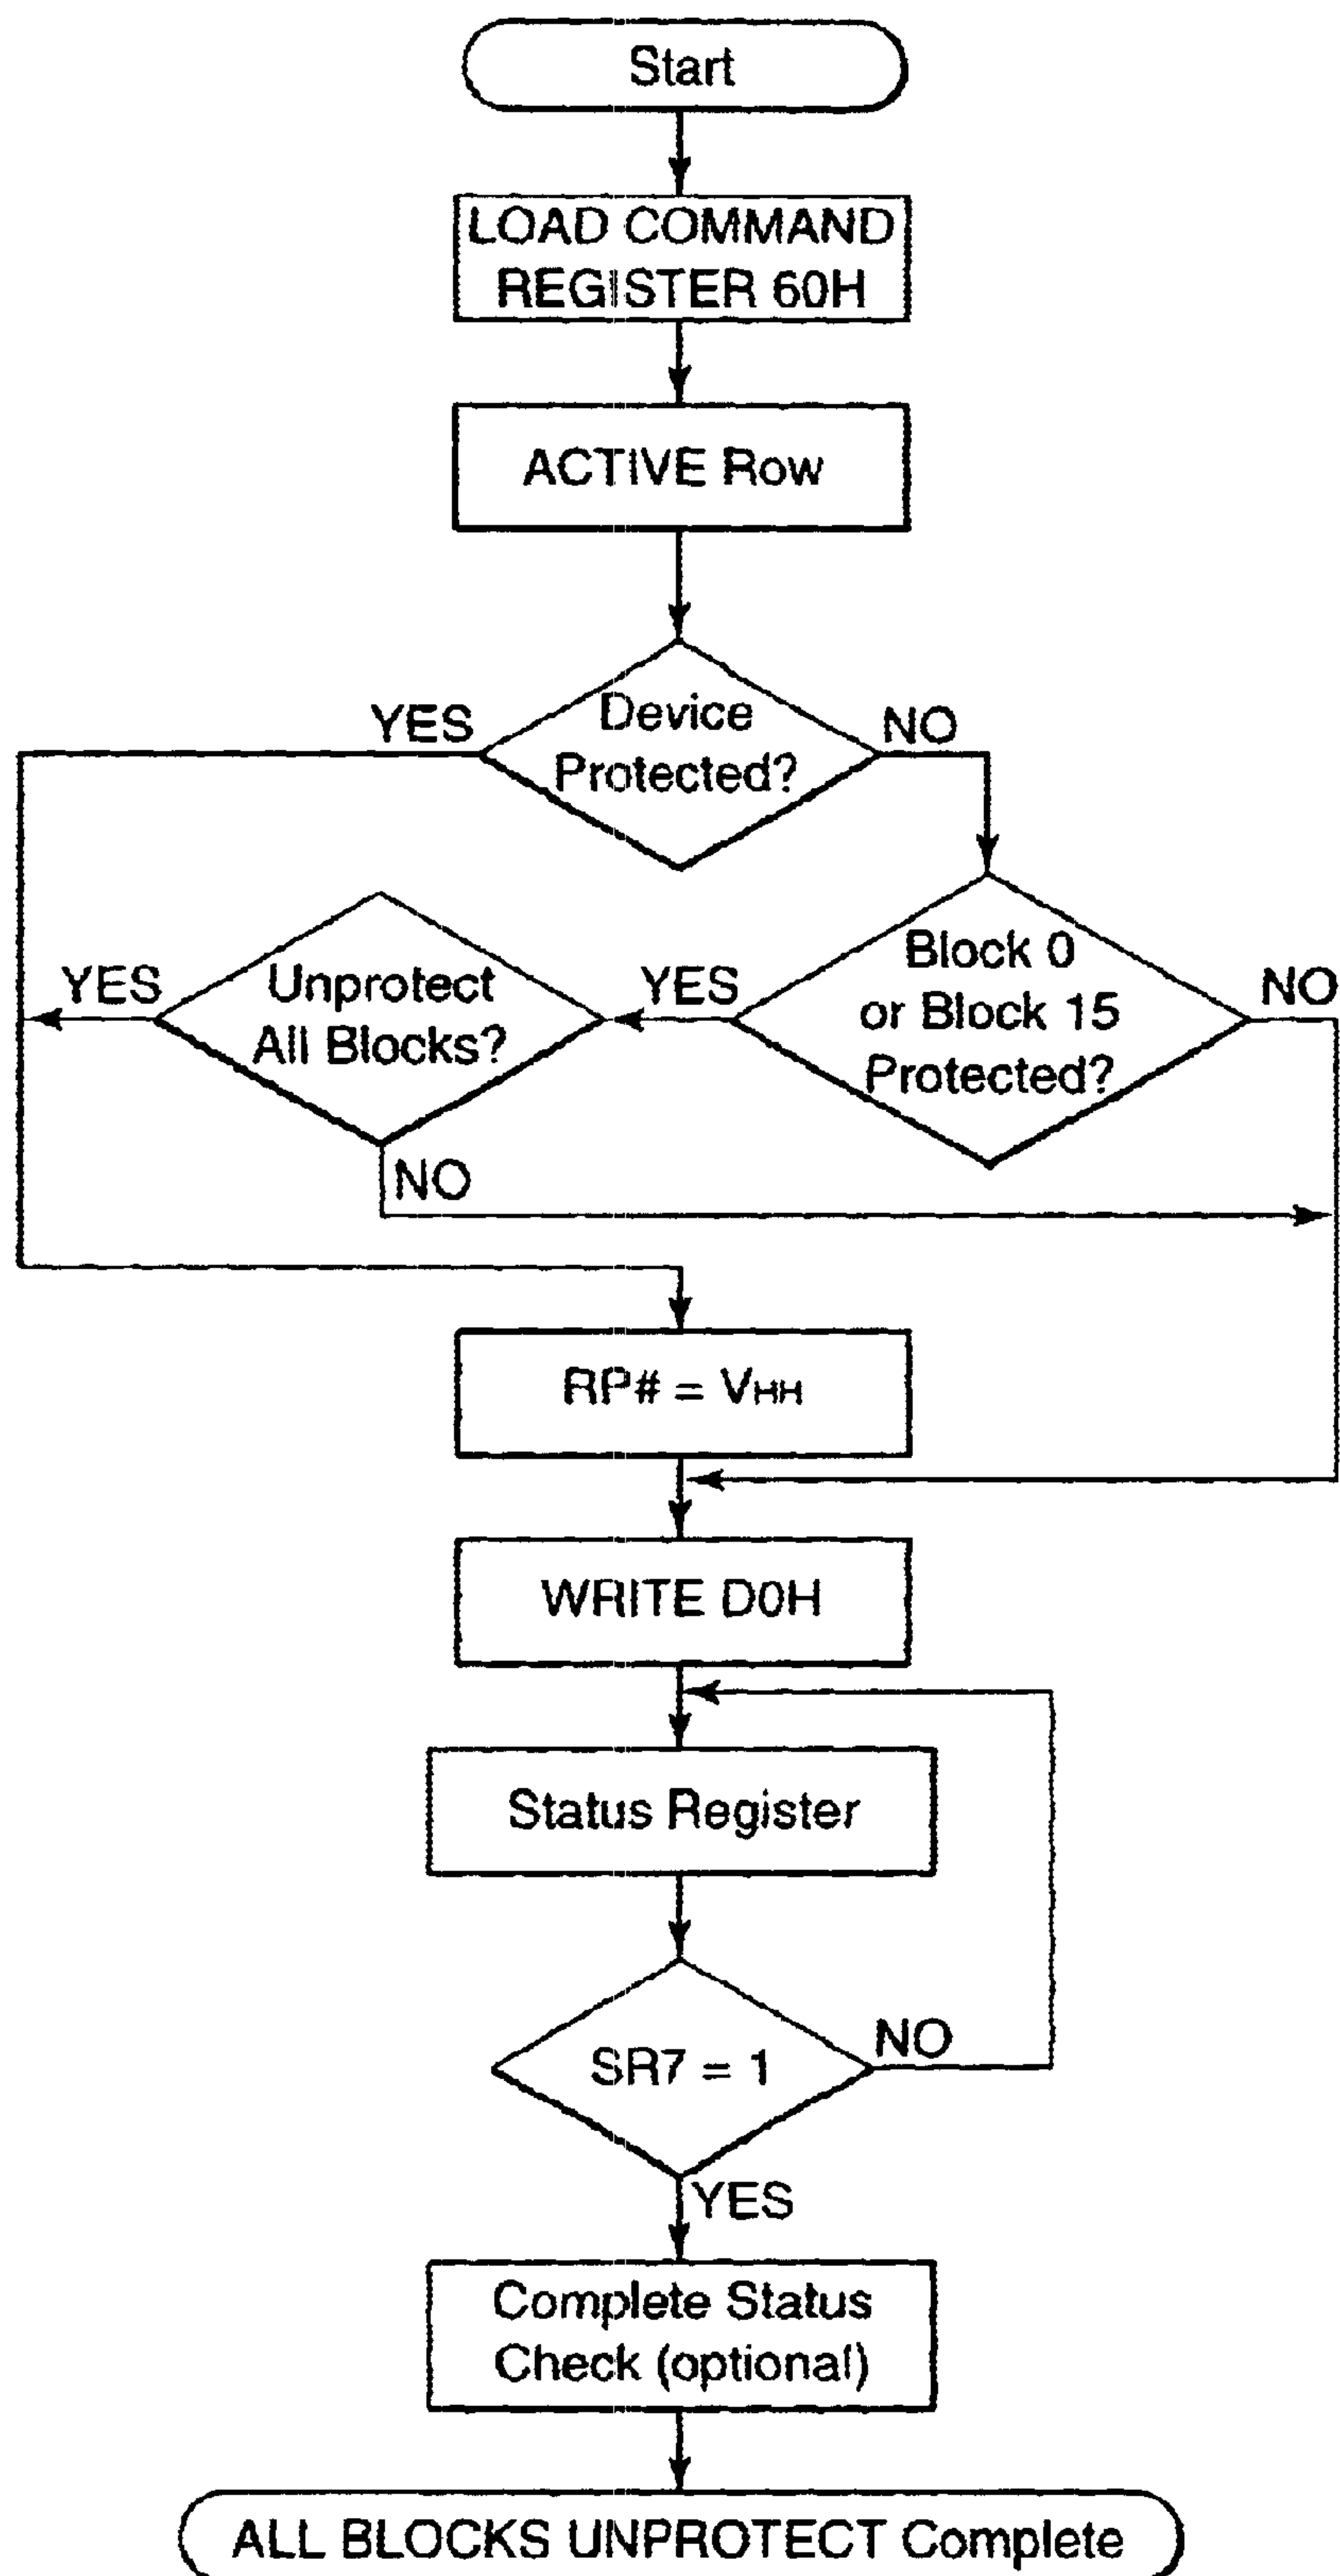 Start
LOAD COMMAND
REGISTER 60H
ACTIVE Row
YES
Device
Protected?
NO
YES
Unprotect
All Blocks?
YES
Block 0
or Block 15
Protected?
NO
NO
RP# = VHH
WRITE D0H
Status Register
SR7 = 1
NO
YES
Complete Status
Check (optional)
ALL BLOCKS UNPROTECT Complete